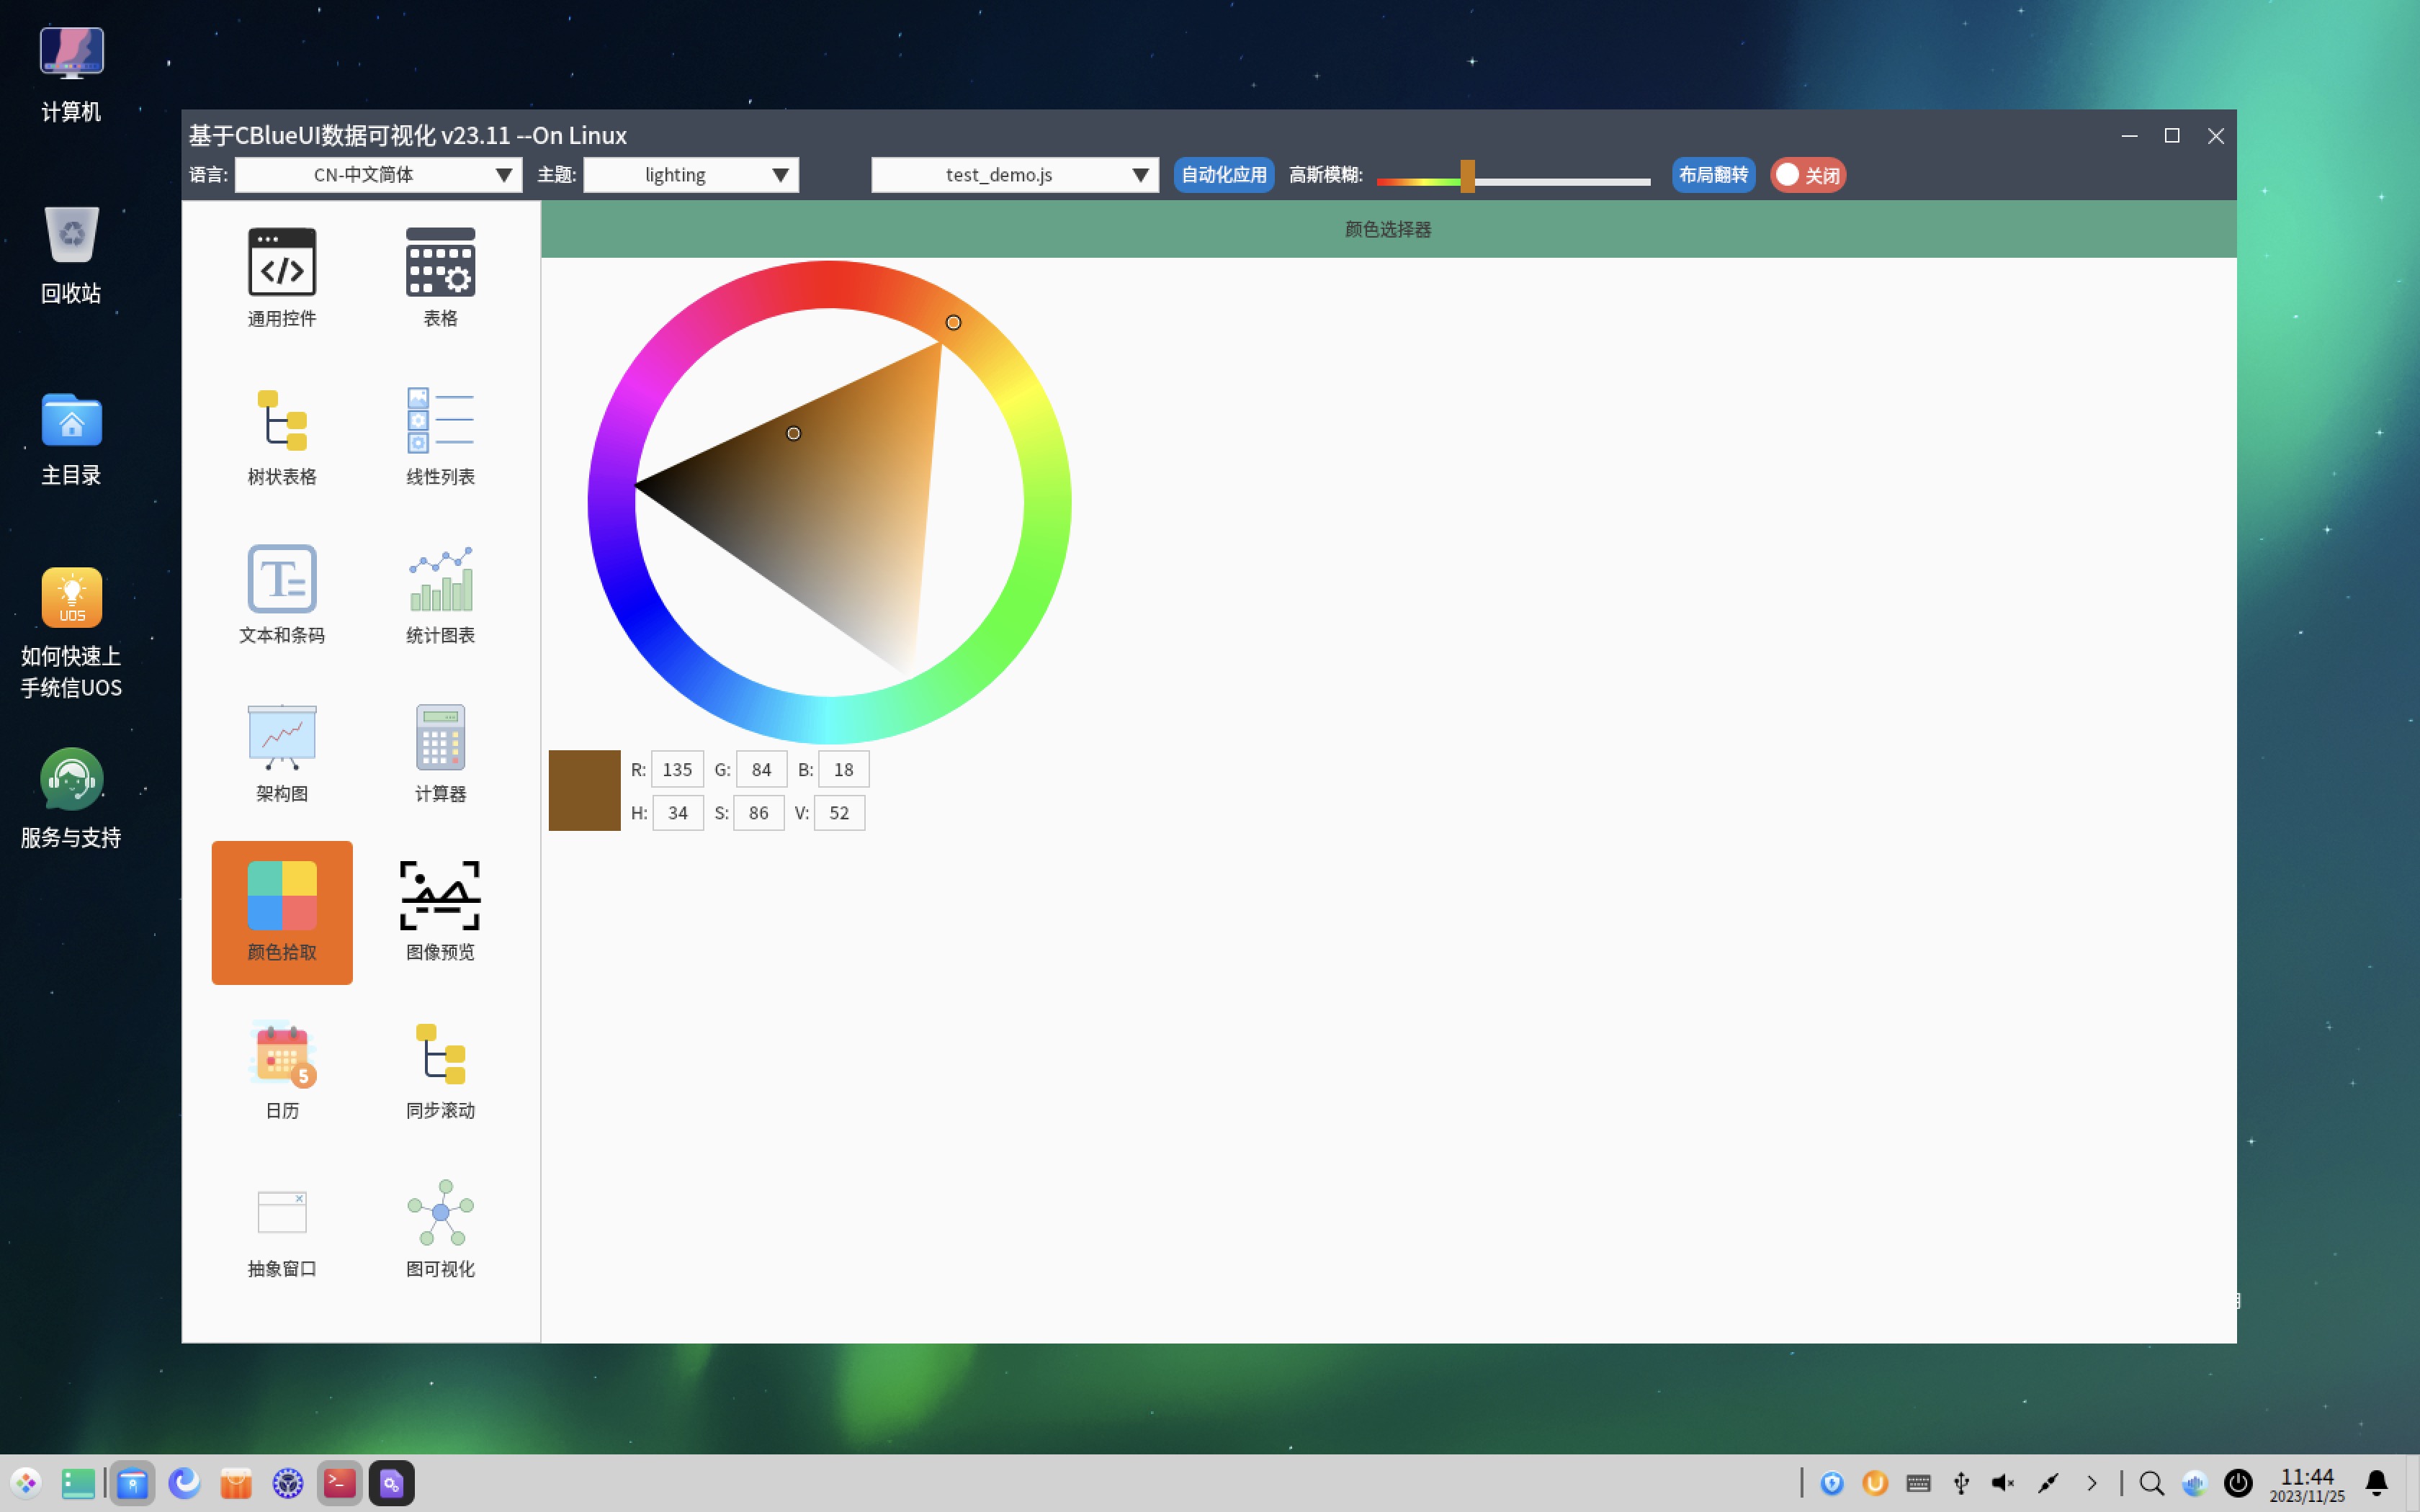 计算机
回收站
主目录
UOS
如何快速上
手统信UOS
服务与支持
基于CBlueUI数据可视化 v23.11 --On Linux
语言: CN-中文简体 主题: lighting test_demo.js 自动化应用 高斯模糊: 布局翻转 关闭
通用控件 表格
树状表格 线性列表
文本和条码 统计图表
架构图 计算器
颜色拾取 图像预览
5
日历 同步滚动
抽象窗口 图可视化
颜色选择器
R: 135 G: 84 B: 18
H: 34 S: 86 V: 52
11:44
2023/11/25